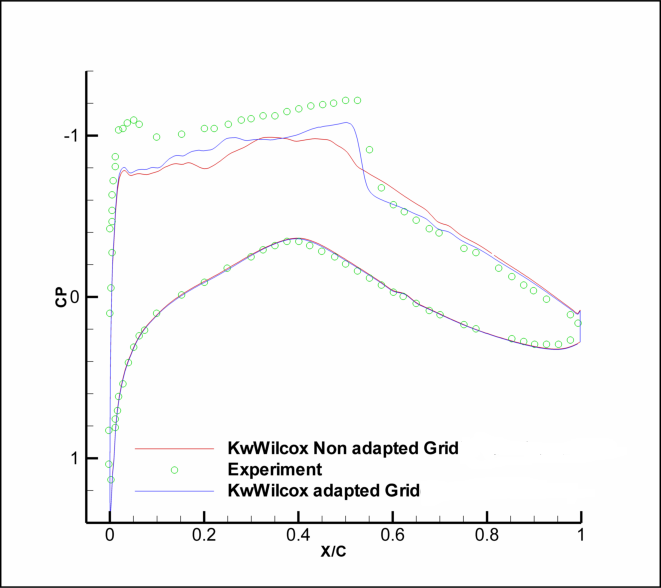 -1
0
1
CP
KwWilcox Non adapted Grid
Experiment
KwWilcox adapted Grid
0 0.2 0.4 0.6 0.8 1
X/C